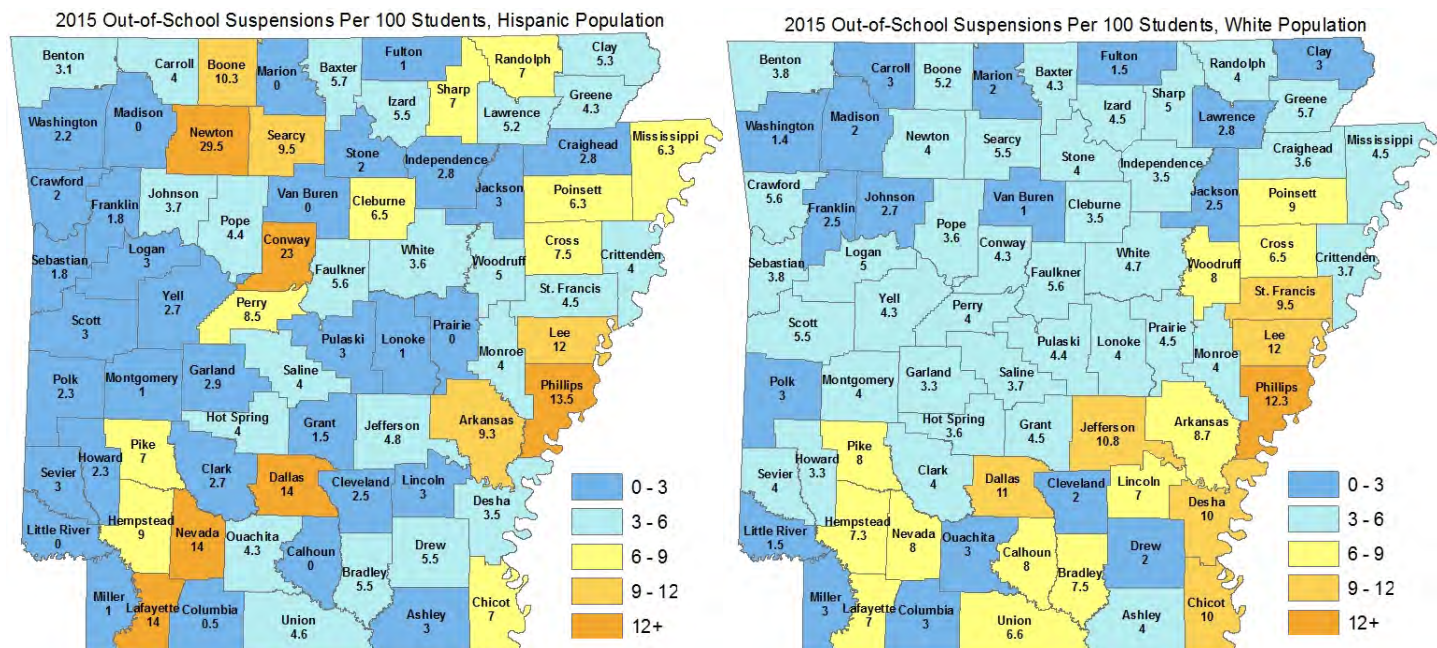 2015 Out-of-School Suspensions Per 100 Students, Hispanic Population
Benton
3.1
Carroll
4
Boone
10.3
Marion
0
Baxter
5.7
Fulton
1
Randolph
7
Clay
5.3
Sharp
7
Izard
5.5
Lawrence
5.2
Greene
4.3
Washington
2.2
Madison
0
Newton
29.5
Searcy
9.5
Stone
2
Independence
2.8
Craighead
2.8
Mississippi
6.3
Crawford
2
Franklin
1.8
Johnson
3.7
Pope
4.4
Van Buren
0
Cleburne
6.5
Jackson
3
Poinsett
6.3
Sebastian
1.8
Logan
3
Conway
23
Faulkner
5.6
White
3.6
Woodruff
5
Cross
7.5
Crittenden
4
St. Francis
4.5
Scott
3
Yell
2.7
Perry
8.5
Pulaski
3
Lonoke
1
Prairie
0
Monroe
4
Lee
12
Phillips
13.5
Polk
2.3
Montgomery
1
Garland
2.9
Saline
4
Hot Spring
4
Grant
1.5
Jefferson
4.8
Arkansas
9.3
Sevier
3
Howard
2.3
Pike
7
Clark
2.7
Dallas
14
Cleveland
2.5
Lincoln
3
Desha
3.5
Little River
0
Hempstead
9
Nevada
14
Ouachita
4.3
Calhoun
0
Bradley
5.5
Drew
5.5
Miller
1
Lafayette
14
Columbia
0.5
Union
4.6
Ashley
3
Chicot
7
0 - 3
3 - 6
6 - 9
9 - 12
12+
2015 Out-of-School Suspensions Per 100 Students, White Population
Benton
3.8
Carroll
3
Boone
5.2
Marion
2
Baxter
4.3
Fulton
1.5
Randolph
4
Clay
3
Sharp
5
Izard
4.5
Lawrence
2.8
Greene
5.7
Washington
1.4
Madison
2
Newton
4
Searcy
5.5
Stone
4
Independence
3.5
Craighead
3.6
Mississippi
4.5
Crawford
5.6
Franklin
2.5
Johnson
2.7
Pope
3.6
Van Buren
1
Cleburne
3.5
Jackson
2.5
Poinsett
9
Sebastian
3.8
Logan
5
Conway
4.3
Faulkner
5.6
White
4.7
Woodruff
8
Cross
6.5
Crittenden
3.7
St. Francis
9.5
Scott
5.5
Yell
4.3
Perry
4
Pulaski
4.4
Lonoke
4
Prairie
4.5
Monroe
4
Lee
12
Phillips
12.3
Polk
3
Montgomery
4
Garland
3.3
Saline
3.7
Hot Spring
3.6
Grant
4.5
Jefferson
10.8
Arkansas
8.7
Sevier
4
Howard
3.3
Pike
8
Clark
4
Dallas
11
Cleveland
2
Lincoln
7
Desha
10
Little River
1.5
Hempstead
7.3
Nevada
8
Ouachita
3
Calhoun
8
Bradley
7.5
Drew
2
Miller
3
Lafayette
7
Columbia
3
Union
6.6
Ashley
4
Chicot
10
0 - 3
3 - 6
6 - 9
9 - 12
12+